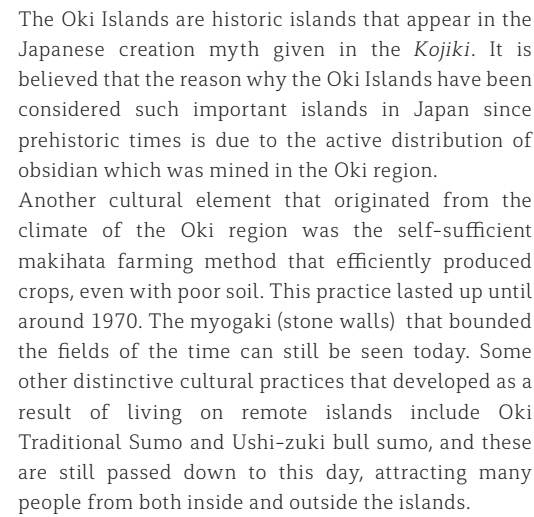 The Oki Islands are historic islands that appear in the
Japanese creation myth given in the Kojiki. It is
believed that the reason why the Oki Islands have been
considered such important islands in Japan since
prehistoric times is due to the active distribution of
obsidian which was mined in the Oki region.
Another cultural element that originated from the
climate of the Oki region was the self-sufficient
makihata farming method that efficiently produced
crops, even with poor soil. This practice lasted up until
around 1970. The myogaki (stone walls) that bounded
the fields of the time can still be seen today. Some
other distinctive cultural practices that developed as a
result of living on remote islands include Oki
Traditional Sumo and Ushi-zuki bull sumo, and these
are still passed down to this day, attracting many
people from both inside and outside the islands.